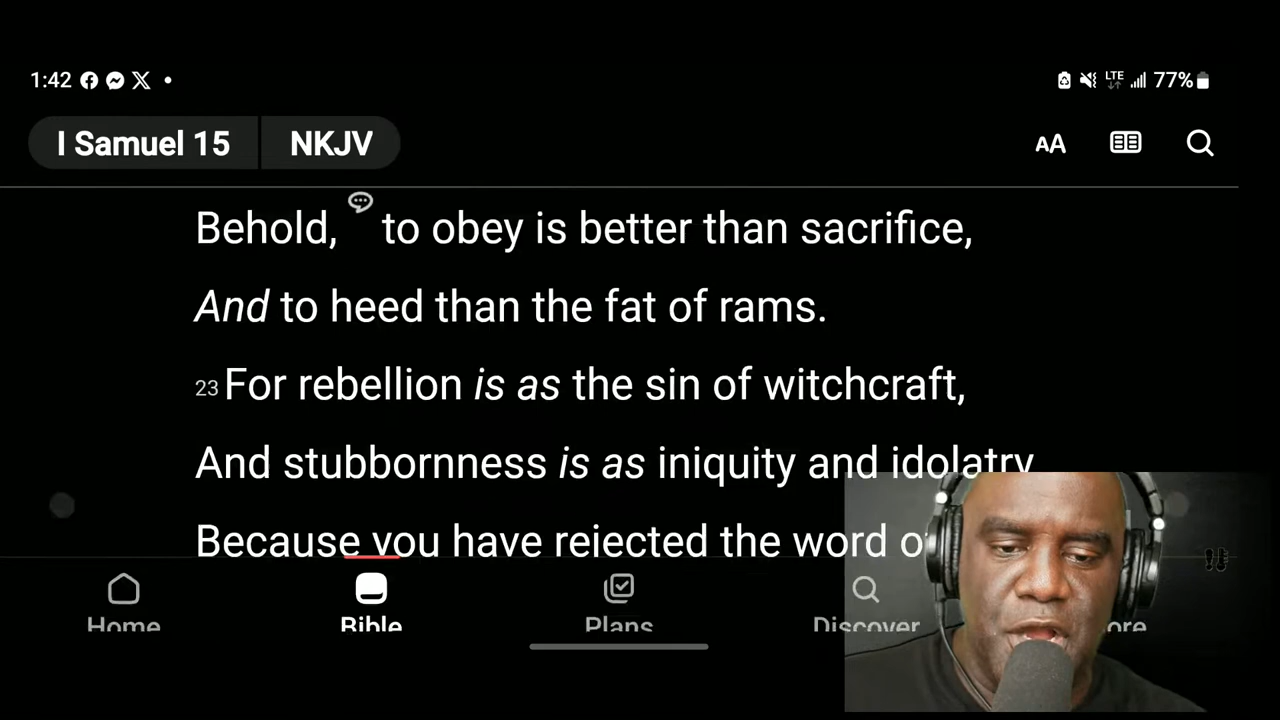 1:42 LTE 77%
I Samuel 15 NKJV AA
Behold, to obey is better than sacrifice,
And to heed than the fat of rams.
23 For rebellion is as the sin of witchcraft,
And stubbornness is as iniquity and idolatry
Because you have rejected the word
Home Bible Plans Discover